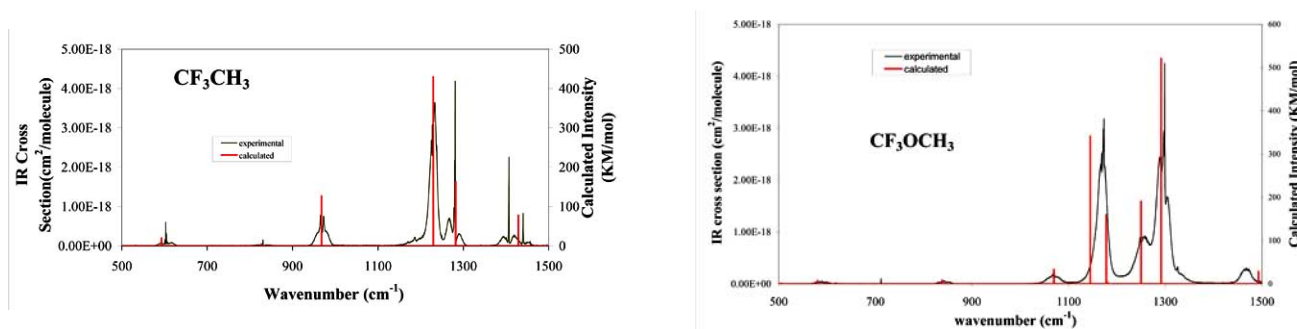 CF₃CH₃
IR Cross
Section(cm²/molecule)
5.00E-18
4.00E-18
3.00E-18
2.00E-18
1.00E-18
0.00E+00
experimental
calculated
500
400
300
200
100
0
Calculated Intensity
(KM/mol)
500 700 900 1100 1300 1500
Wavenumber (cm⁻¹)
CF₃OCH₃
IR cross section (cm²/molecule)
5.00E-18
4.00E-18
3.00E-18
2.00E-18
1.00E-18
0.00E+00
experimental
calculated
600
500
400
300
200
100
0
Calculated Intensity (KM/mol)
500 700 900 1100 1300 1500
wavenumber (cm⁻¹)